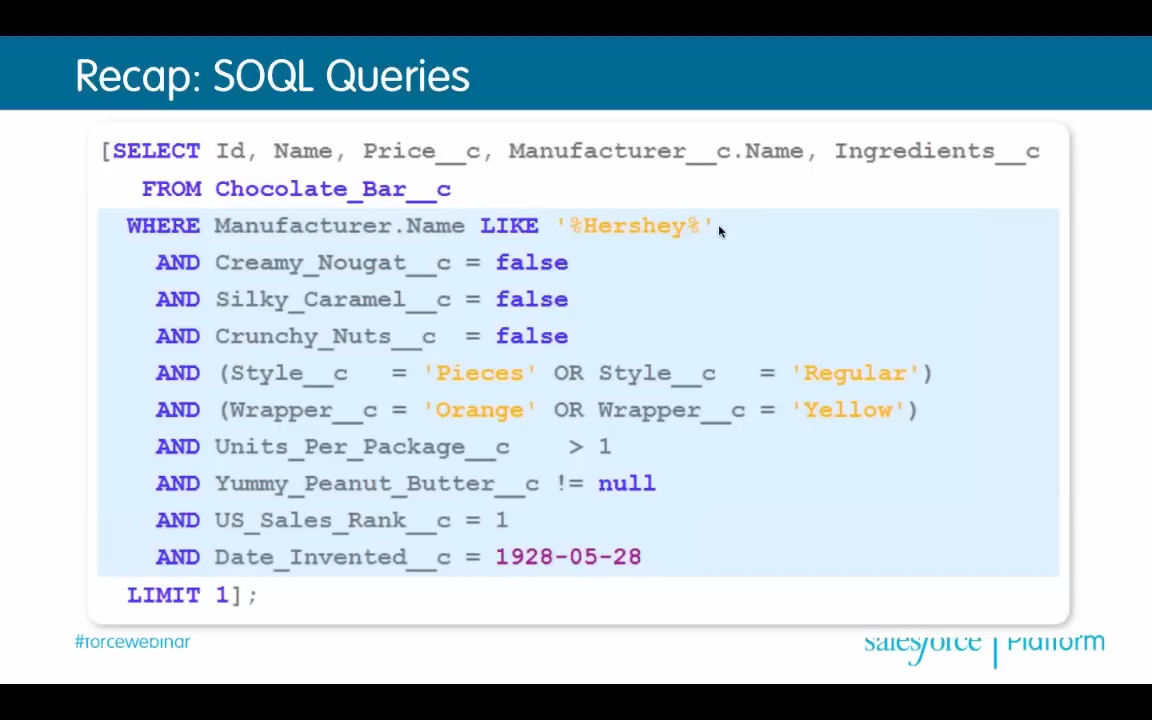 Recap: SOQL Queries
[SELECT Id, Name, Price__c, Manufacturer__c.Name, Ingredients__c
FROM Chocolate_Bar__c
WHERE Manufacturer.Name LIKE '%Hershey%'
AND Creamy_Nougat__c = false
AND Silky_Caramel__c = false
AND Crunchy_Nuts__c = false
AND (Style__c = 'Pieces' OR Style__c = 'Regular')
AND (Wrapper__c = 'Orange' OR Wrapper__c = 'Yellow')
AND Units_Per_Package__c > 1
AND Yummy_Peanut_Butter__c != null
AND US_Sales_Rank__c = 1
AND Date_Invented__c = 1928-05-28
LIMIT 1];
#forcewebinar
salesforce | Platform